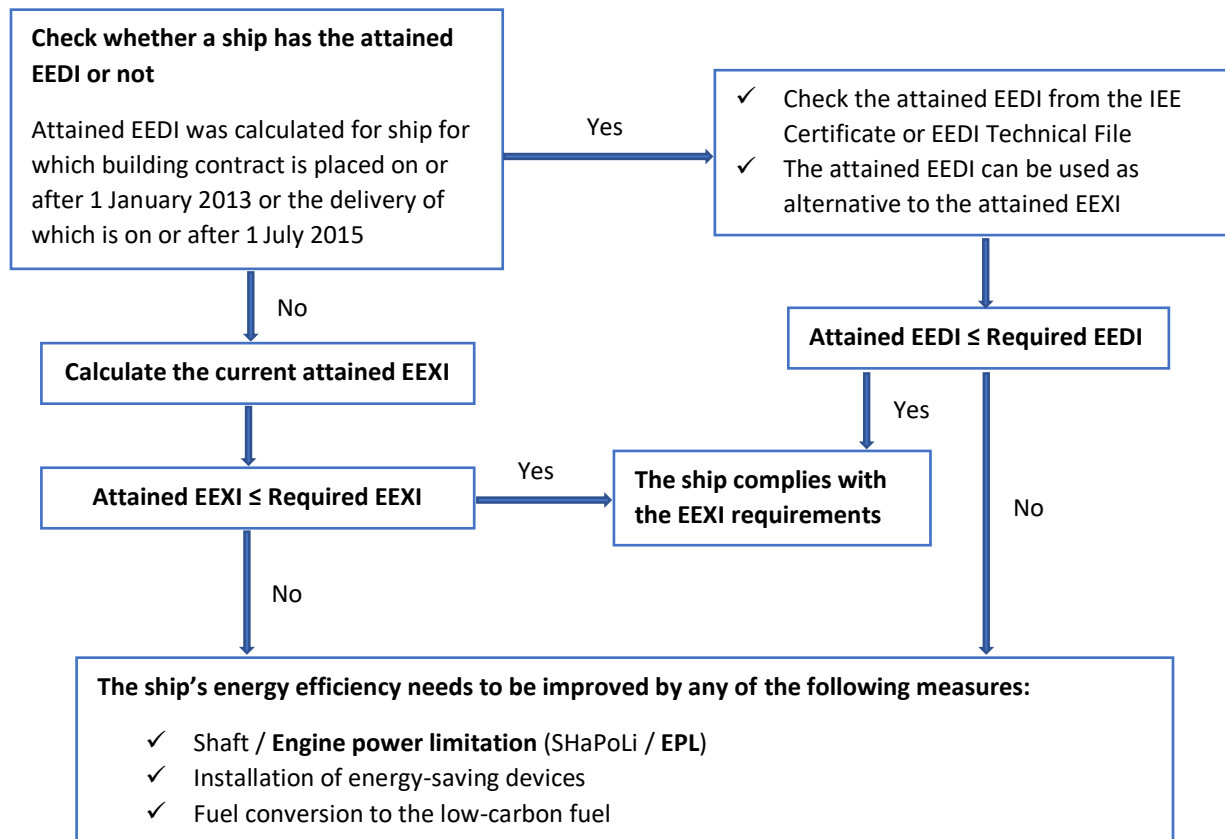 Check whether a ship has the attained
EEDI or not
Attained EEDI was calculated for ship for
which building contract is placed on or
after 1 January 2013 or the delivery of
which is on or after 1 July 2015
Yes
✓ Check the attained EEDI from the IEE
Certificate or EEDI Technical File
✓ The attained EEDI can be used as
alternative to the attained EEXI
No
Attained EEDI ≤ Required EEDI
Calculate the current attained EEXI
Yes
Attained EEXI ≤ Required EEXI
Yes
The ship complies with
the EEXI requirements
No
No
The ship’s energy efficiency needs to be improved by any of the following measures:
✓ Shaft / Engine power limitation (SHaPoLi / EPL)
✓ Installation of energy-saving devices
✓ Fuel conversion to the low-carbon fuel